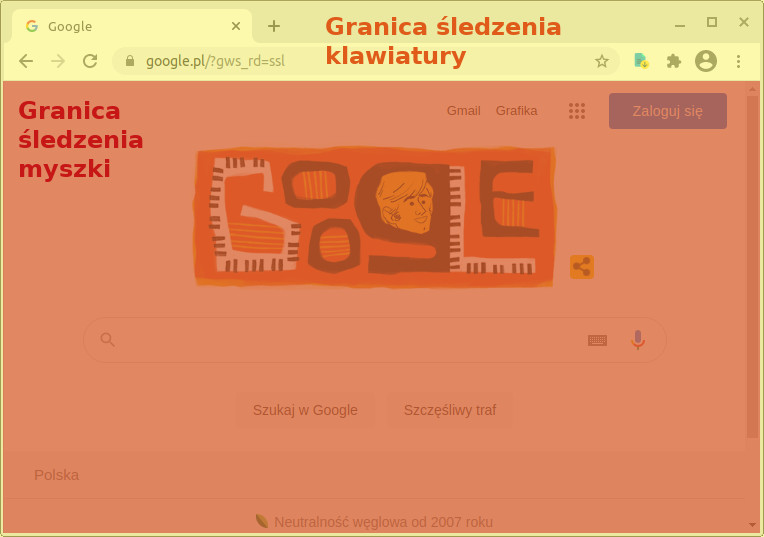 Google
Granica śledzenia
klawiatury
google.pl/?gws_rd=ssl
Granica
śledzenia
myszki
Gmail
Grafika
Zaloguj się
GOOGLE
Szukaj w Google
Szczęśliwy traf
Polska
Neutralność węglowa od 2007 roku